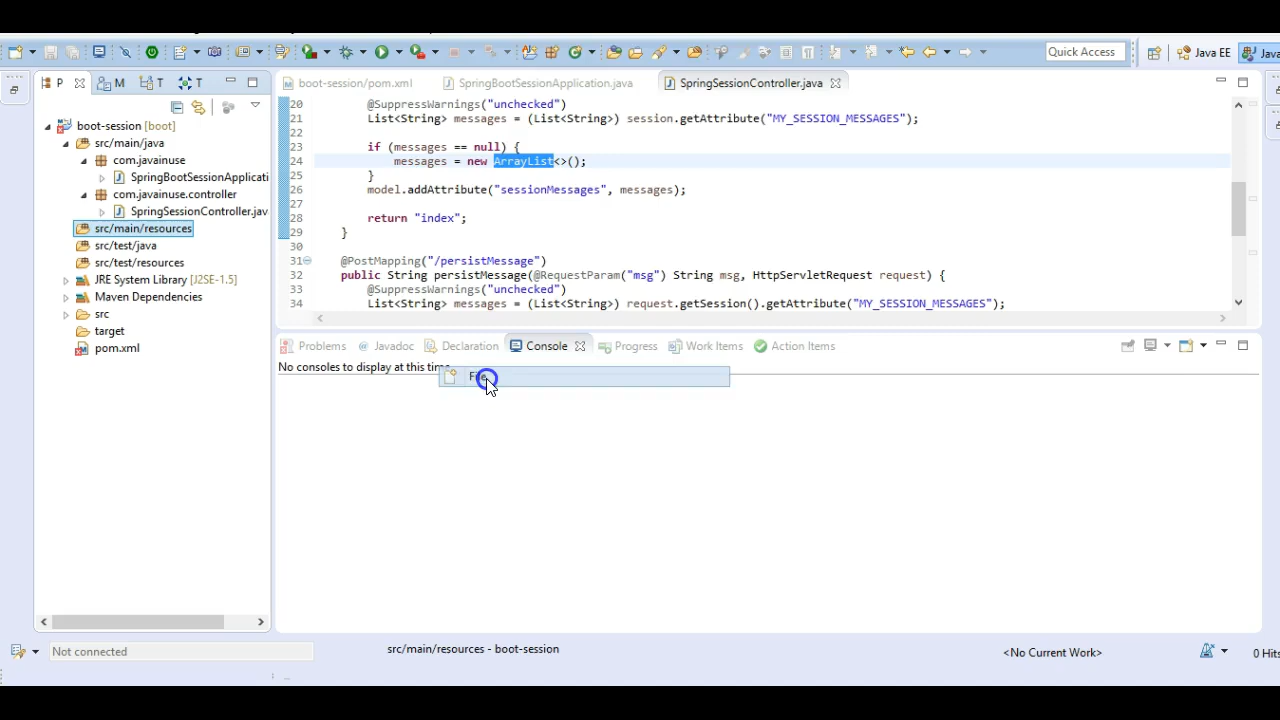 Quick Access
Java EE
Java
P
M
T
T
boot-session/pom.xml
SpringBootSessionApplication.java
SpringSessionController.java
boot-session [boot]
src/main/java
com.javainuse
SpringBootSessionApplicati
com.javainuse.controller
SpringSessionController.jav
src/main/resources
src/test/java
src/test/resources
JRE System Library [J2SE-1.5]
Maven Dependencies
src
target
pom.xml
20 @SuppressWarnings("unchecked")
21 List<String> messages = (List<String>) session.getAttribute("MY_SESSION_MESSAGES");
22
23 if (messages == null) {
24 messages = new ArrayList<>();
25 }
26 model.addAttribute("sessionMessages", messages);
27
28 return "index";
29 }
30
31 @PostMapping("/persistMessage")
32 public String persistMessage(@RequestParam("msg") String msg, HttpServletRequest request) {
33 @SuppressWarnings("unchecked")
34 List<String> messages = (List<String>) request.getSession().getAttribute("MY_SESSION_MESSAGES");
Problems
Javadoc
Declaration
Console
Progress
Work Items
Action Items
No consoles to display at this time.
Not connected
src/main/resources - boot-session
<No Current Work>
0 Hits